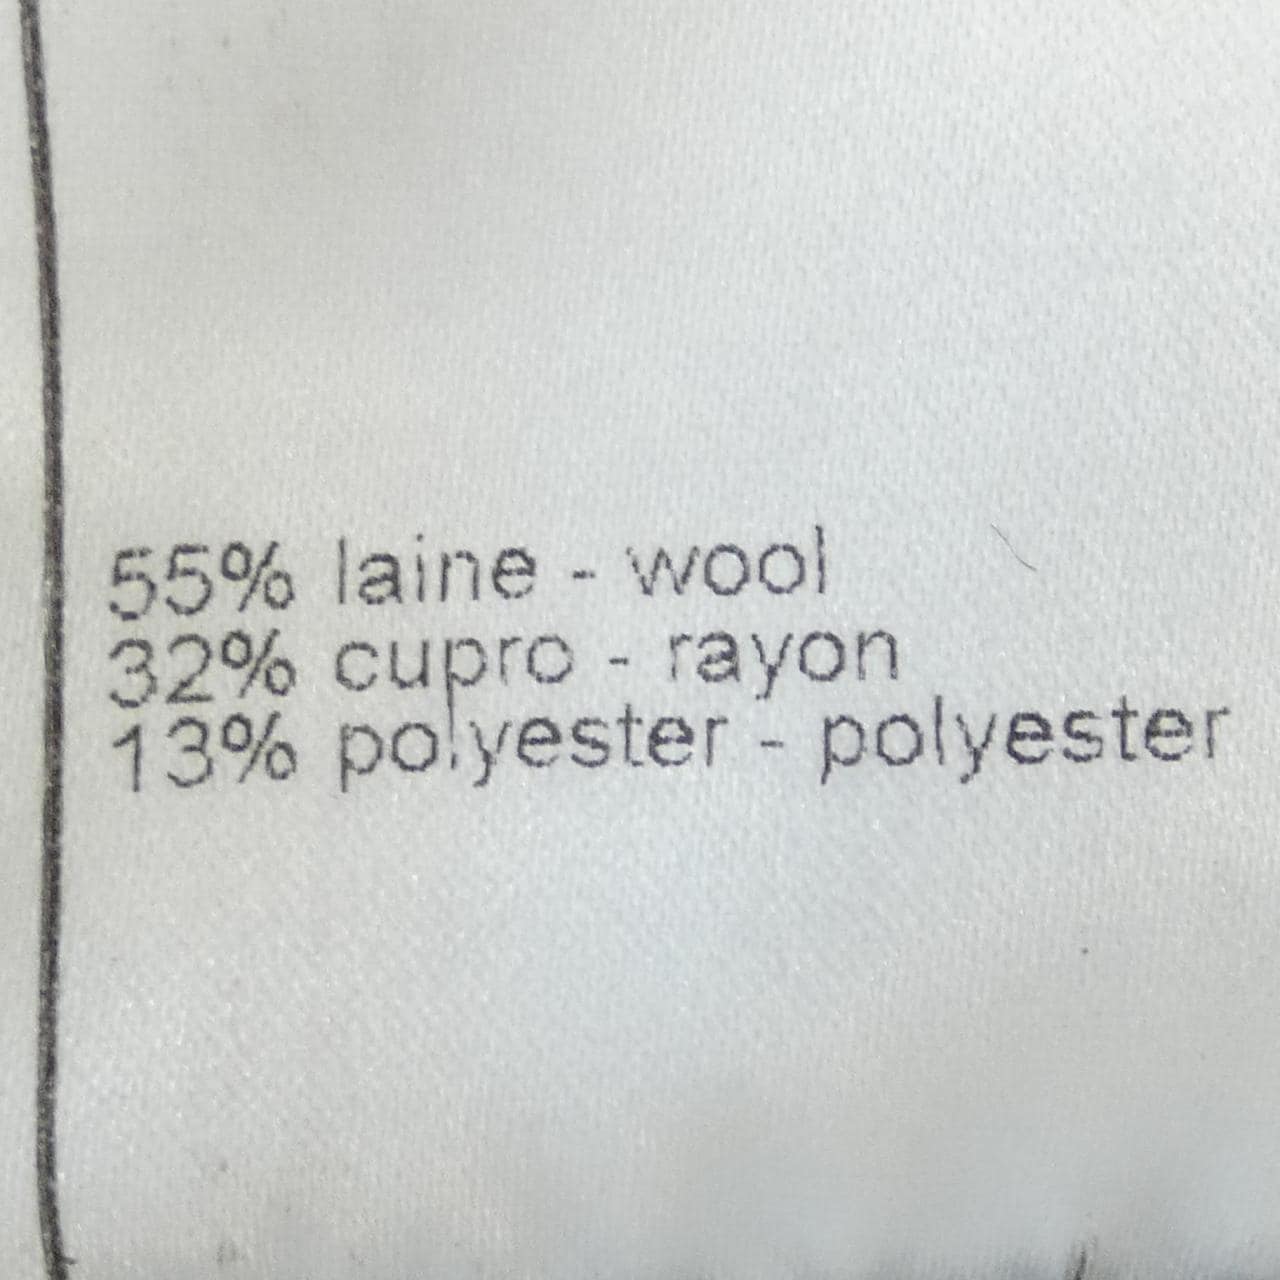 55% laine - wool
32% cupro - rayon
13% polyester - polyester